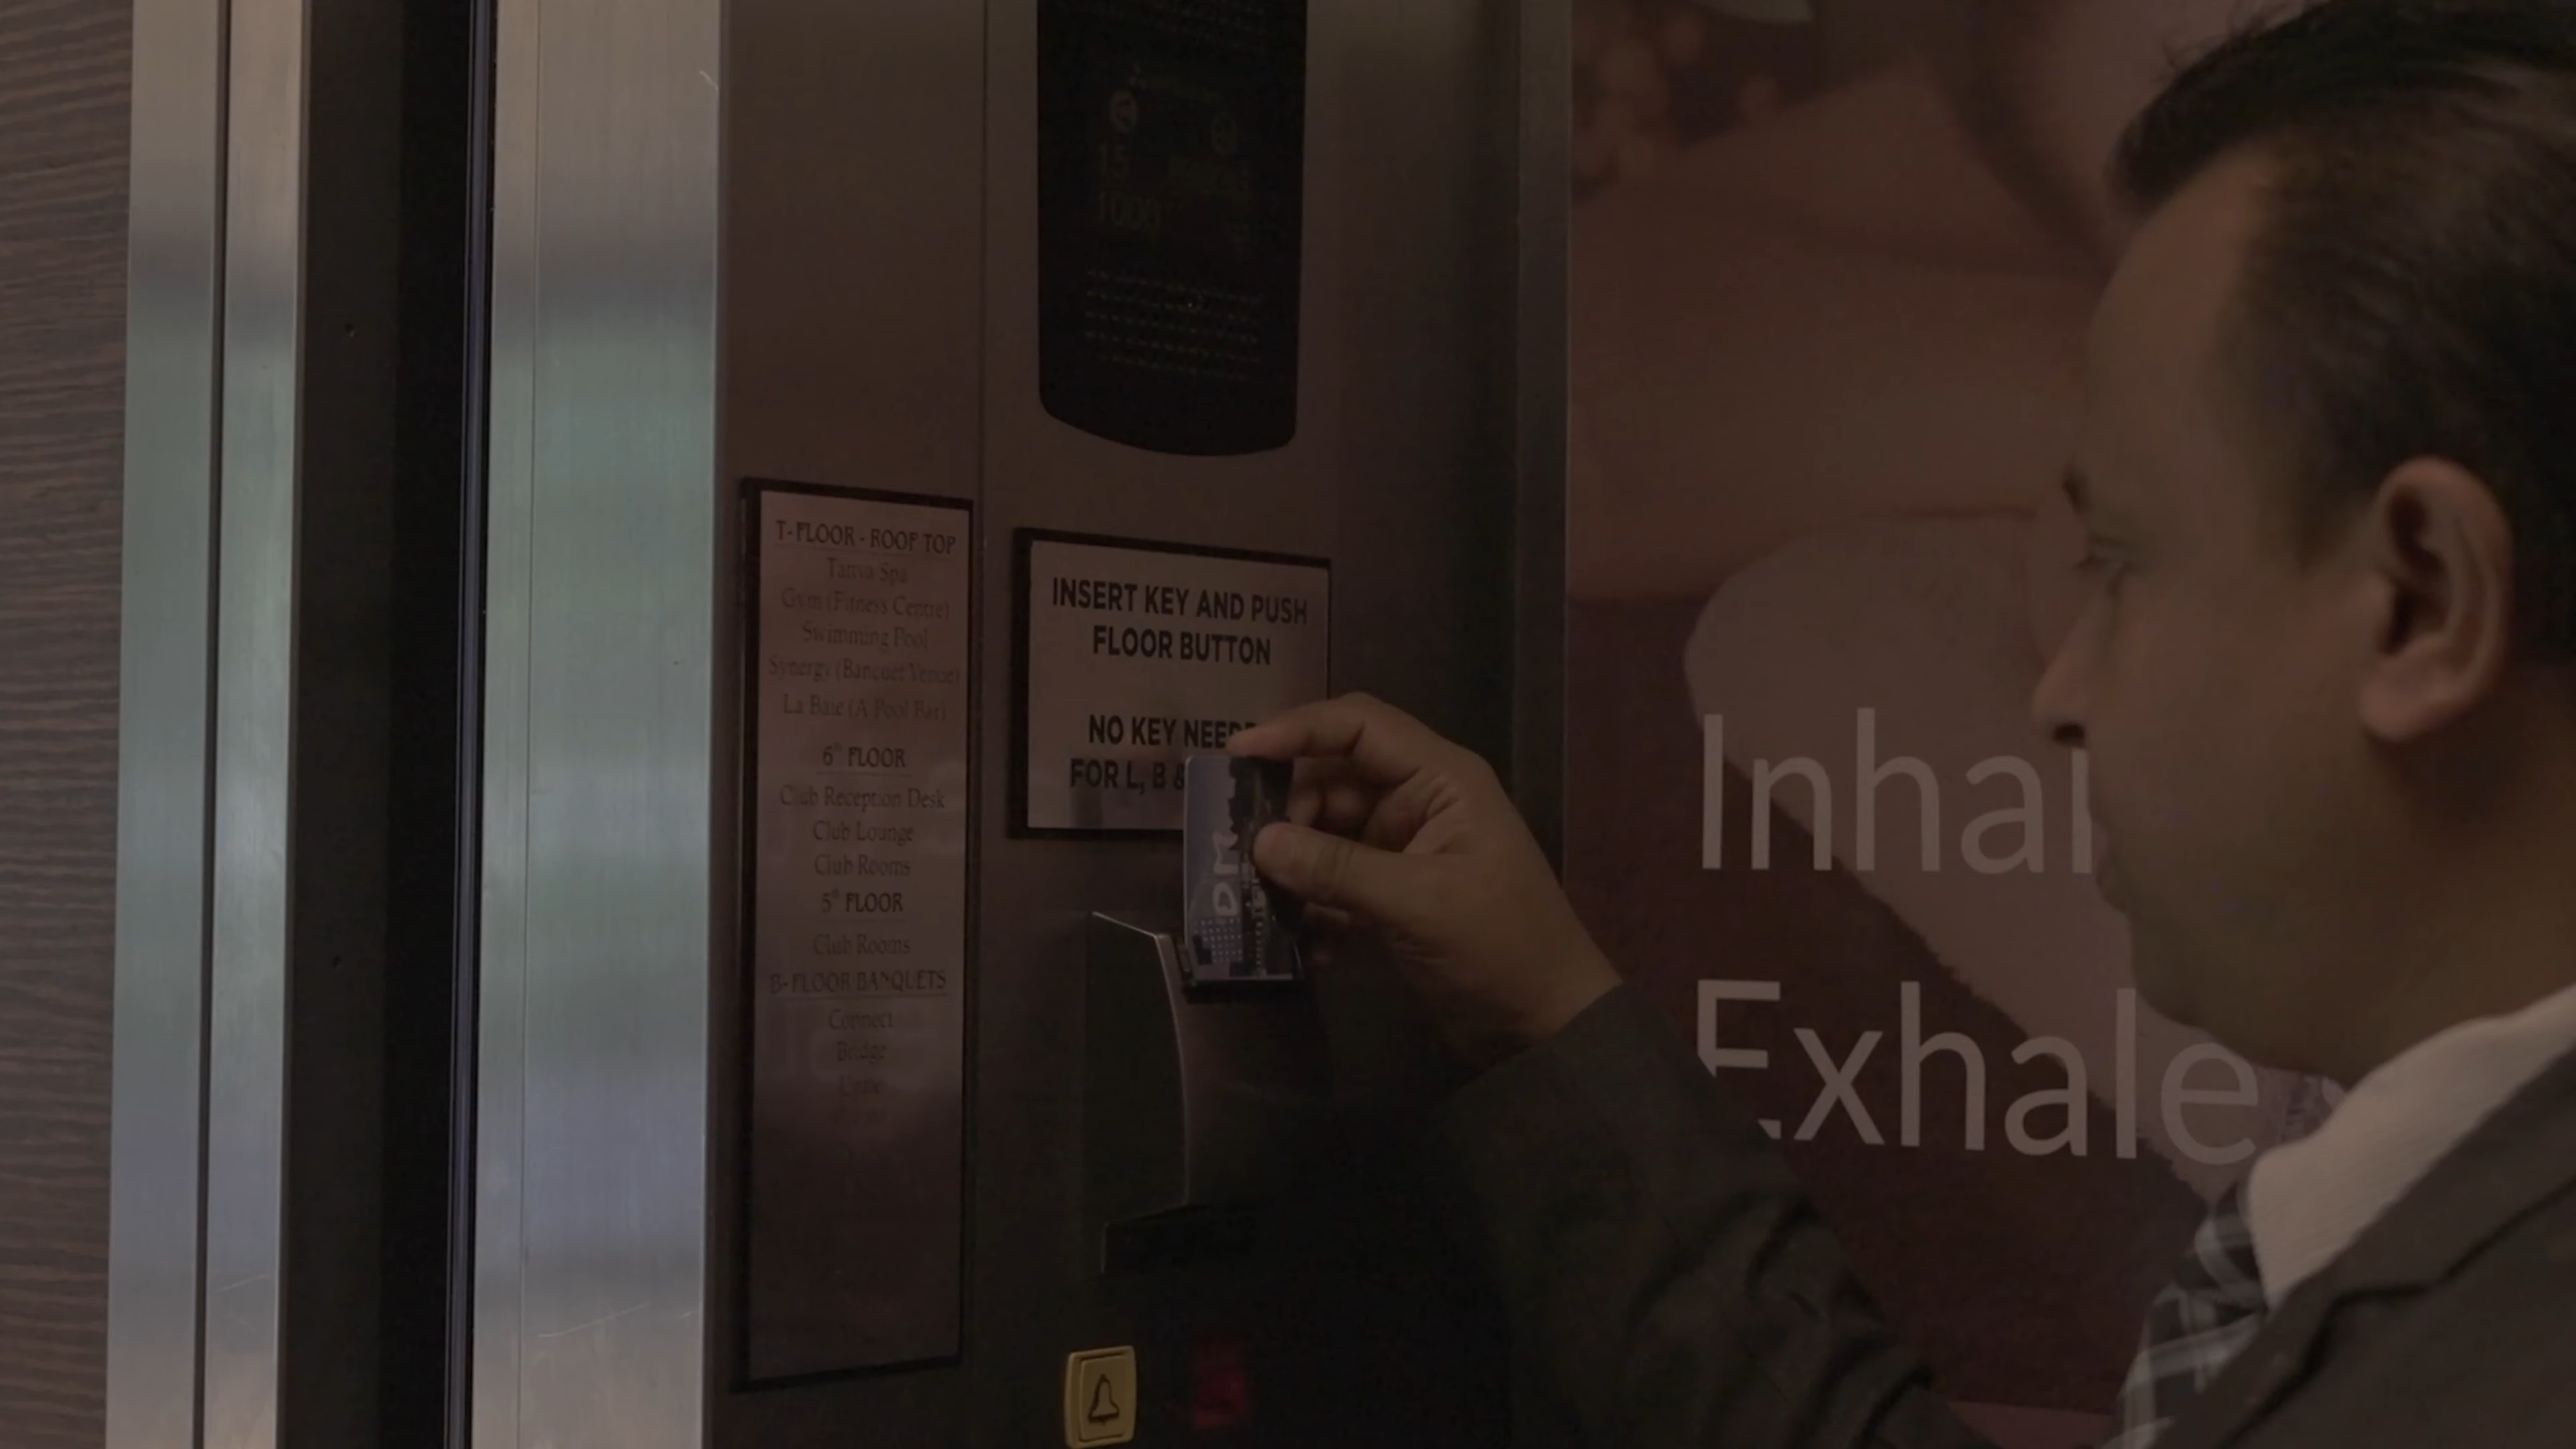 15
1000
T- FLOOR - ROOF TOP
Tattva Spa
Gym (Fitness Centre)
Swimming Pool
Synergy (Banquet Venue)
La Baie (A Pool Bar)
6th FLOOR
Club Reception Desk
Club Lounge
Club Rooms
5th FLOOR
Club Rooms
B- FLOOR BANQUETS
Connect
Bridge
INSERT KEY AND PUSH
FLOOR BUTTON
NO KEY
FOR L, B &
Exhale